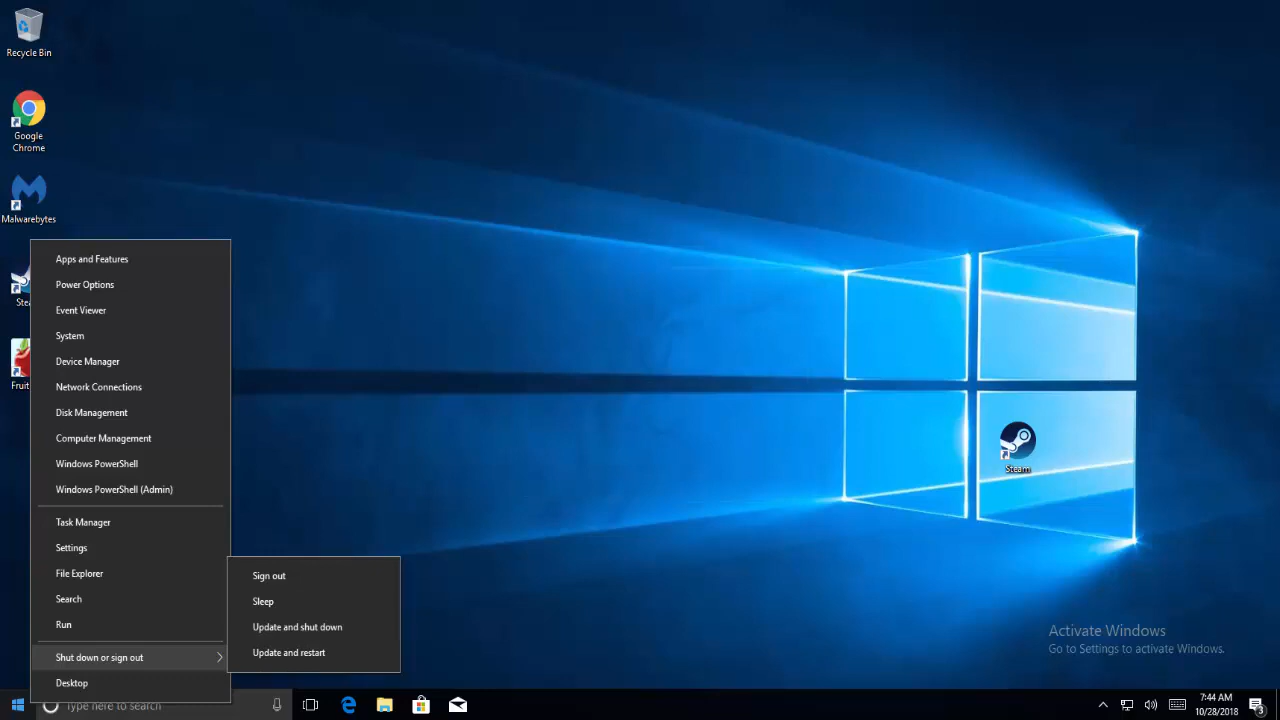 Recycle Bin
Google
Chrome
Malwarebytes
Stea
Fruit
Apps and Features
Power Options
Event Viewer
System
Device Manager
Network Connections
Disk Management
Computer Management
Windows PowerShell
Windows PowerShell (Admin)
Task Manager
Settings
File Explorer
Search
Run
Shut down or sign out
Desktop
Sign out
Sleep
Update and shut down
Update and restart
Steam
Activate Windows
Go to Settings to activate Windows.
Type here to search
7:44 AM
10/28/2018
3